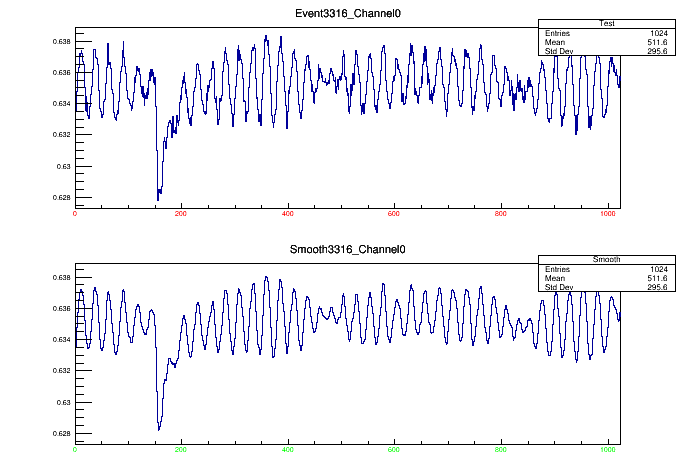 Event3316_Channel0
Test
Entries 1024
Mean 511.6
Std Dev 295.6
0.638
0.636
0.634
0.632
0.63
0.628
0 200 400 600 800 1000
Smooth3316_Channel0
Smooth
Entries 1024
Mean 511.6
Std Dev 295.6
0.638
0.636
0.634
0.632
0.63
0.628
0 200 400 600 800 1000